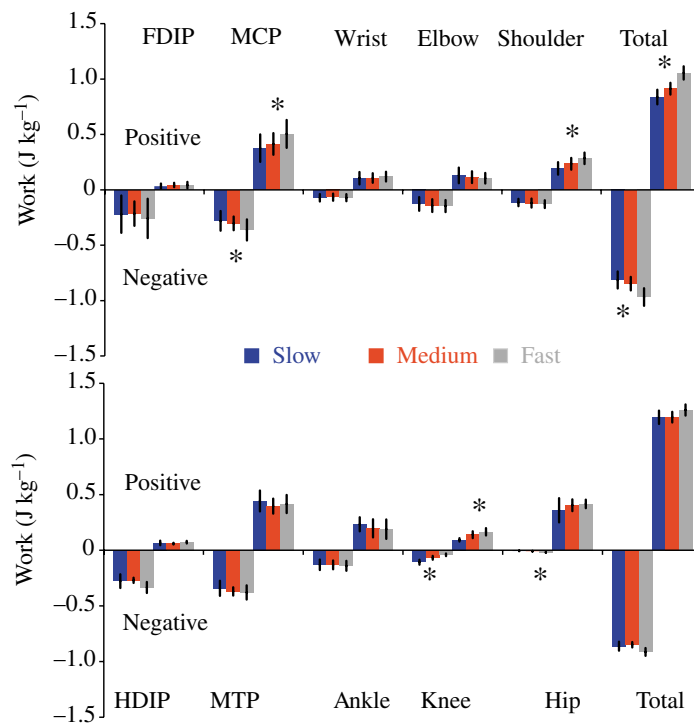 1.5
FDIP MCP Wrist Elbow Shoulder Total
*
1.0
*
*
Work (J kg−1)
0.5
Positive
0
−0.5
*
Negative
−1.0
*
−1.5
Slow Medium Fast
1.5
1.0
Work (J kg−1)
Positive
0.5
*
0
* *
−0.5
Negative
−1.0
HDIP MTP Ankle Knee Hip Total
−1.5